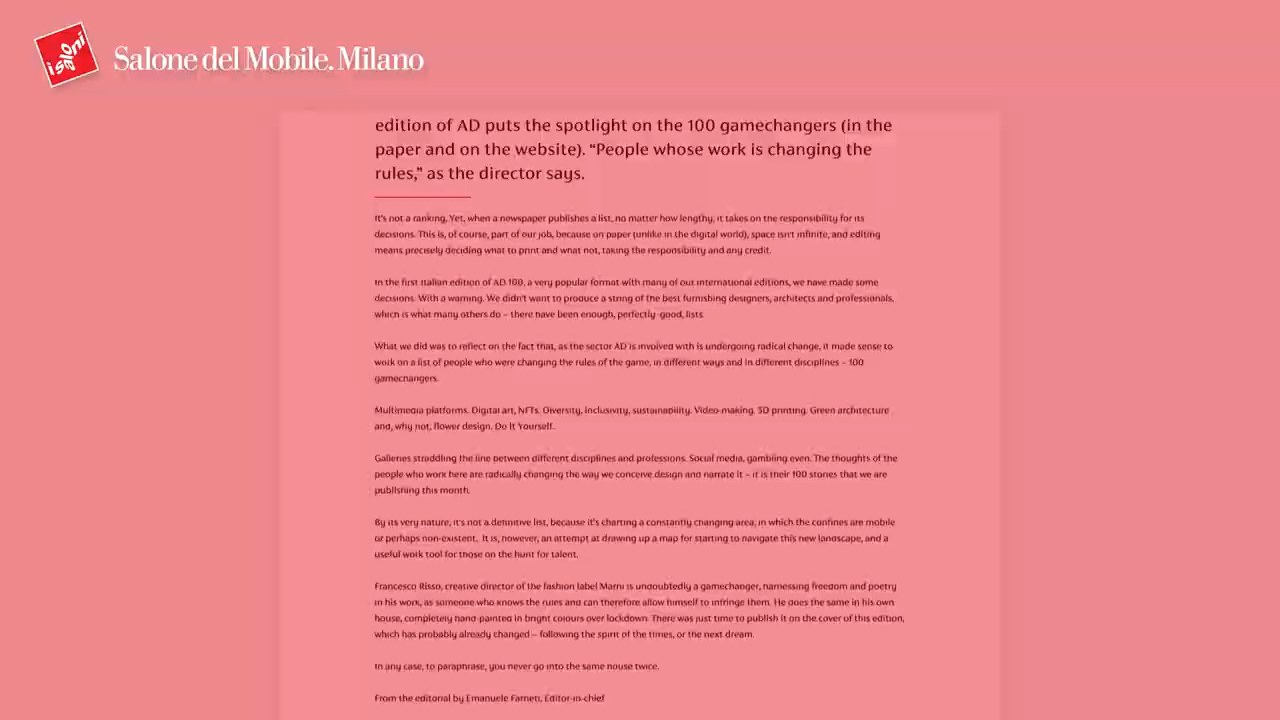 isaloni
Salone del Mobile. Milano
edition of AD puts the spotlight on the 100 gamechangers (in the
paper and on the website). “People whose work is changing the
rules,” as the director says.
It's not a ranking. Yet, when a newspaper publishes a list, no matter how lengthy, it takes on the responsibility for its
decisions. This is, of course, part of our job, because on paper (unlike in the digital world), space isn't infinite, and editing
means precisely deciding what to print and what not, taking the responsibility and any credit.
In the first Italian edition of AD 100, a very popular format with many of our international editions, we have made some
decisions. With a warning. We didn't want to produce a string of the best furnishing designers, architects and professionals,
which is what many others do – there have been enough, perfectly-good, lists.
What we did was to reflect on the fact that, as the sector AD is involved with is undergoing radical change, it made sense to
work on a list of people who were changing the rules of the game, in different ways and in different disciplines – 100
gamechangers.
Multimedia platforms. Digital art, NFTs. Diversity, inclusivity, sustainability. Video-making. 3D printing. Green architecture
and, why not, flower design. Do It Yourself.
Galleries straddling the line between different disciplines and professions. Social media, gambling even. The thoughts of the
people who work here are radically changing the way we conceive design and narrate it – it is their 100 stories that we are
publishing this month.
By its very nature, it's not a definitive list, because it's charting a constantly changing area, in which the confines are mobile
or perhaps non-existent. It is, however, an attempt at drawing up a map for starting to navigate this new landscape, and a
useful work tool for those on the hunt for talent.
Francesco Risso, creative director of the fashion label Marni is undoubtedly a gamechanger, harnessing freedom and poetry
in his work, as someone who knows the rules and can therefore allow himself to infringe them. He does the same in his own
house, completely hand-painted in bright colours over lockdown. There was just time to publish it on the cover of this edition,
which has probably already changed – following the spirit of the times, or the next dream.
In any case, to paraphrase, you never go into the same house twice.
From the editorial by Emanuele Farneti, Editor-in-chief